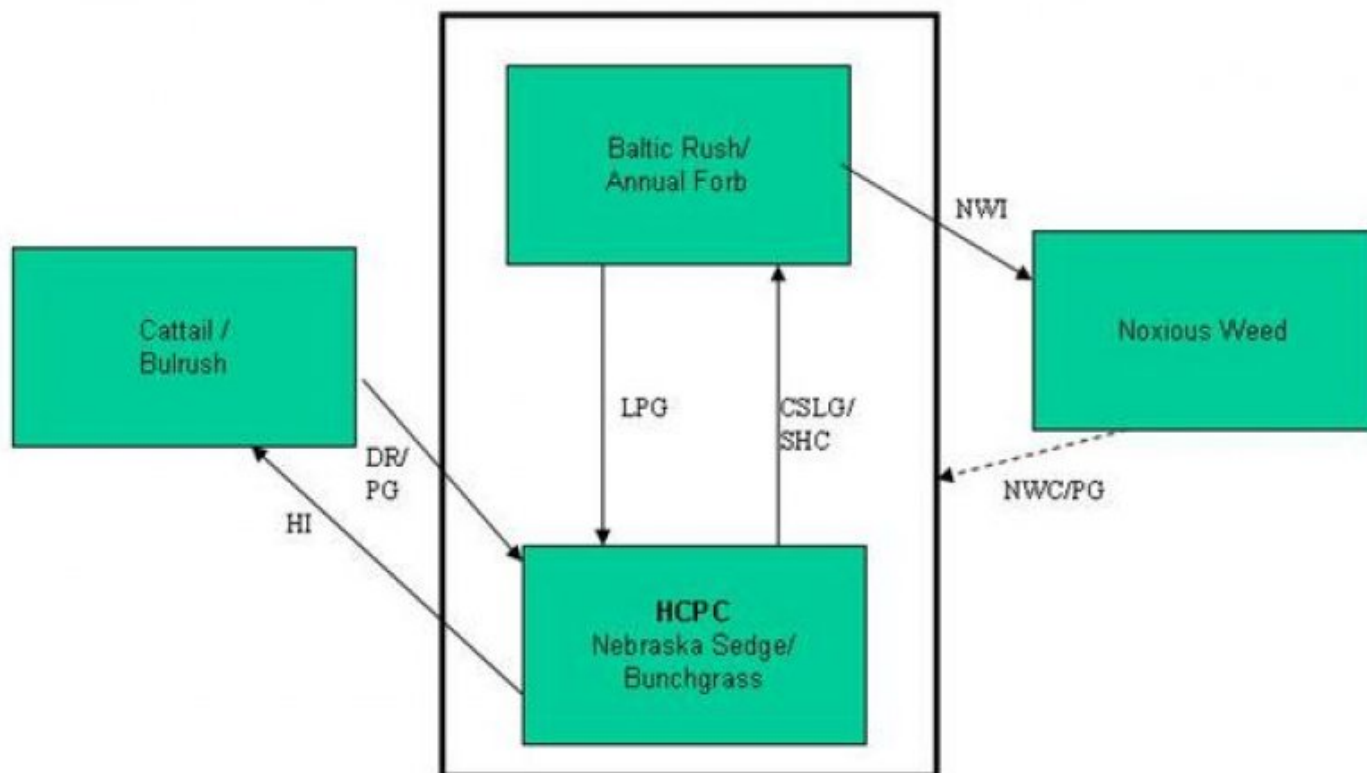 Baltic Rush/
Annual Forb
NWI
Cattail /
Bulrush
Noxious Weed
LPG
CSLG/
SHC
DR/
PG
NWC/PG
HI
HCPC
Nebraska Sedge/
Bunchgrass